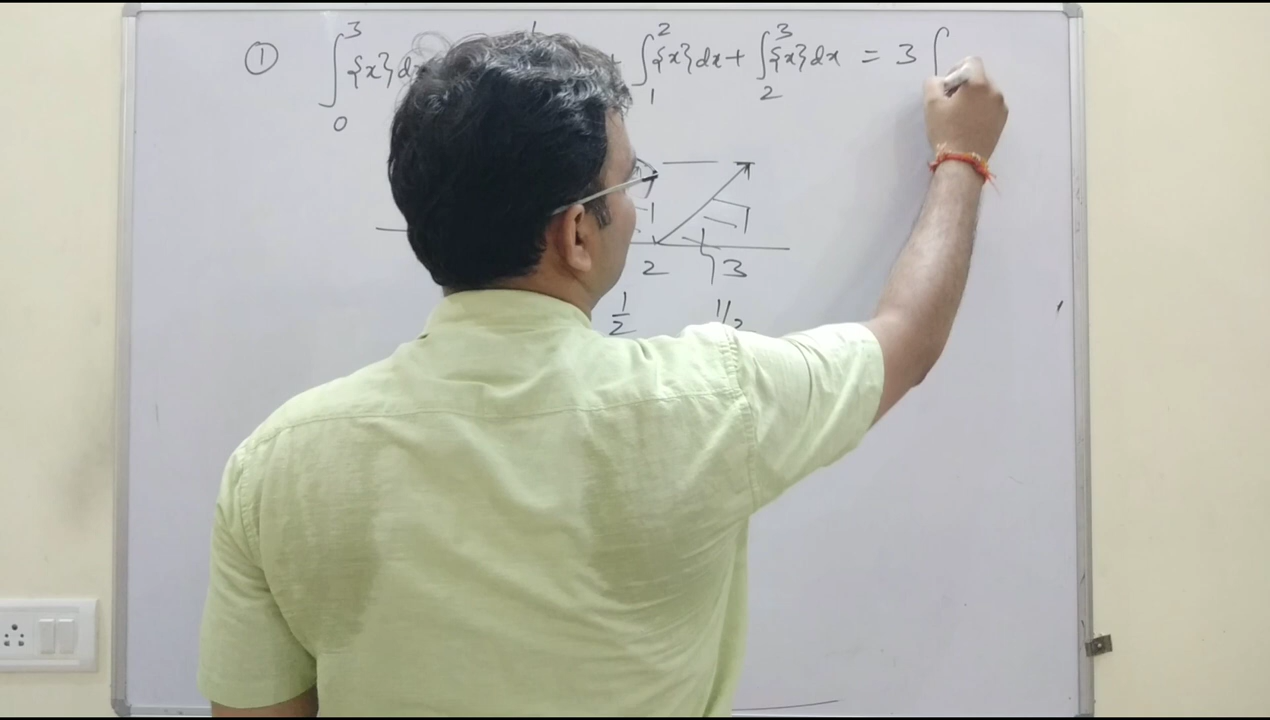 ① ∫₀³ {x} dx + ∫₁² {x} dx + ∫₂³ {x} dx = 3 ∫
2 3
1/2 1/2